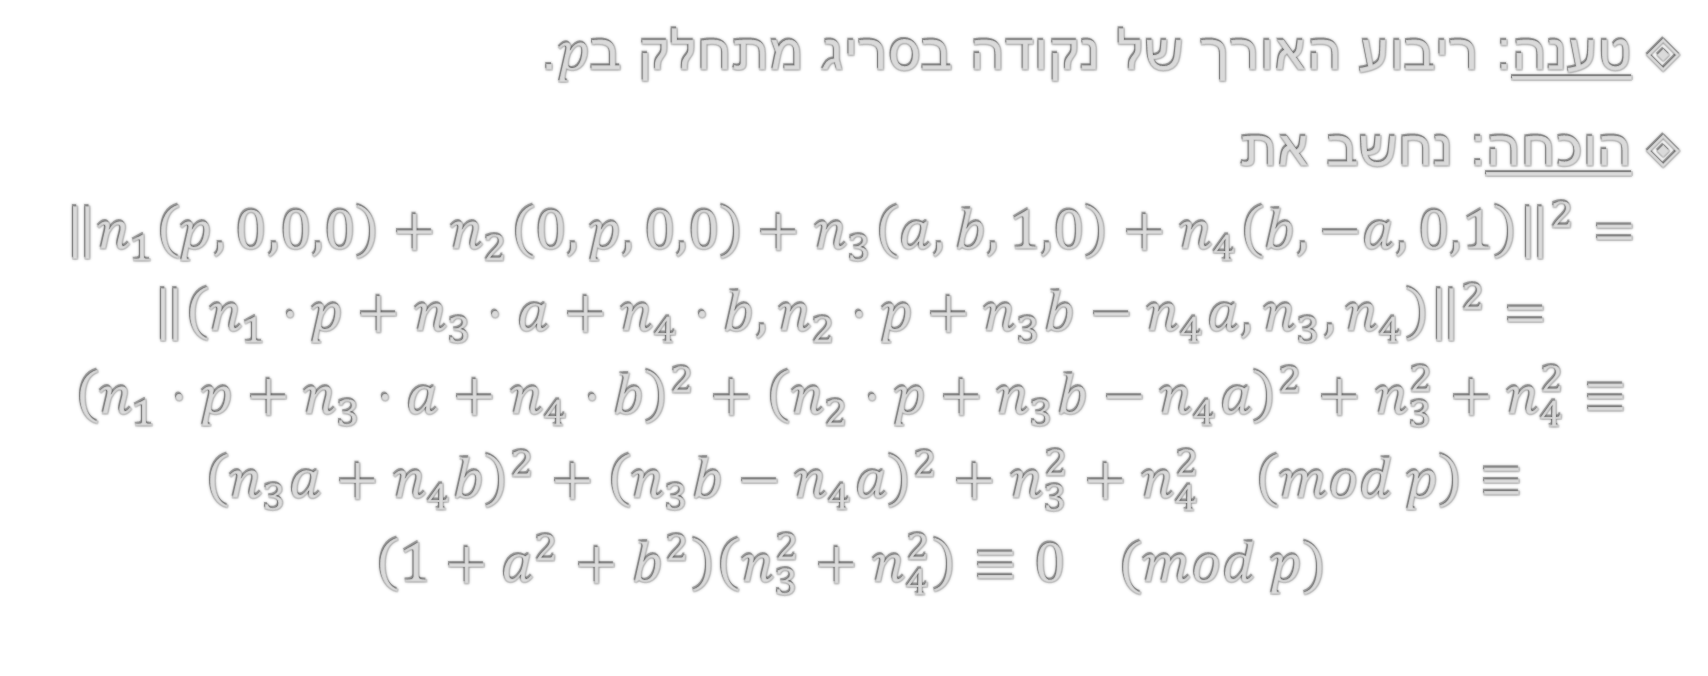 ❖ טענה: ריבוע האורך של נקודה בסריג מתחלק בp.
❖ הוכחה: נחשב את
‖n₁(p, 0,0,0) + n₂(0, p, 0,0) + n₃(a, b, 1,0) + n₄(b, −a, 0,1)‖² =
‖(n₁ · p + n₃ · a + n₄ · b, n₂ · p + n₃b − n₄a, n₃, n₄)‖² =
(n₁ · p + n₃ · a + n₄ · b)² + (n₂ · p + n₃b − n₄a)² + n₃² + n₄² ≡
(n₃a + n₄b)² + (n₃b − n₄a)² + n₃² + n₄² (mod p) ≡
(1 + a² + b²)(n₃² + n₄²) ≡ 0 (mod p)